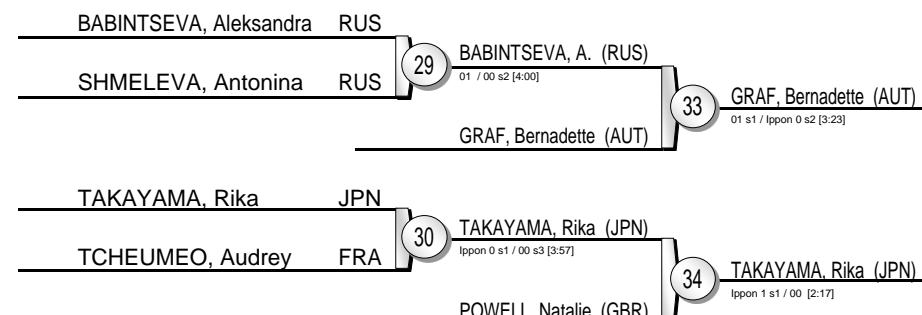 BABINTSEVA, Aleksandra RUS
SHMELEVA, Antonina RUS
29
BABINTSEVA, A. (RUS)
01 / 00 s2 [4:00]
GRAF, Bernadette (AUT)
33
GRAF, Bernadette (AUT)
01 s1 / Ippon 0 s2 [3:23]
TAKAYAMA, Rika JPN
TCHEUMEO, Audrey FRA
30
TAKAYAMA, Rika (JPN)
Ippon 0 s1 / 00 s3 [3:57]
POWELL, Natalie (GBR)
34
TAKAYAMA, Rika (JPN)
Ippon 1 s1 / 00 [2:17]